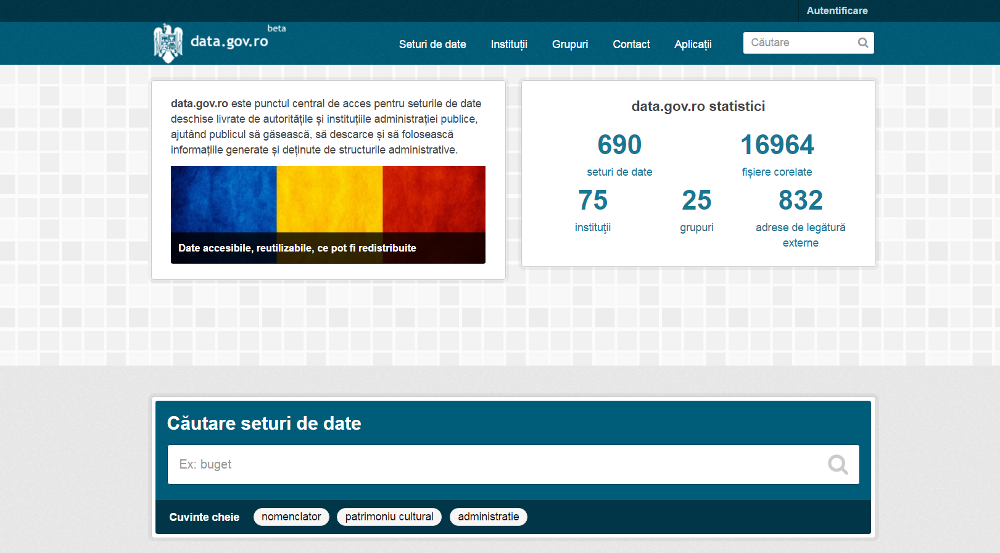 Autentificare
data.gov.ro beta
Seturi de date Instituții Grupuri Contact Aplicații
Căutare
data.gov.ro este punctul central de acces pentru seturile de date
deschise livrate de autoritățile și instituțiile administrației publice,
ajutând publicul să găsească, să descarce și să folosească
informațiile generate și deținute de structurile administrative.
Date accesibile, reutilizabile, ce pot fi redistribuite
data.gov.ro statistici
690 16964
seturi de date fișiere corelate
75 25 832
instituţii grupuri adrese de legătură
externe
Căutare seturi de date
Ex: buget
Cuvinte cheie nomenclator patrimoniu cultural administratie